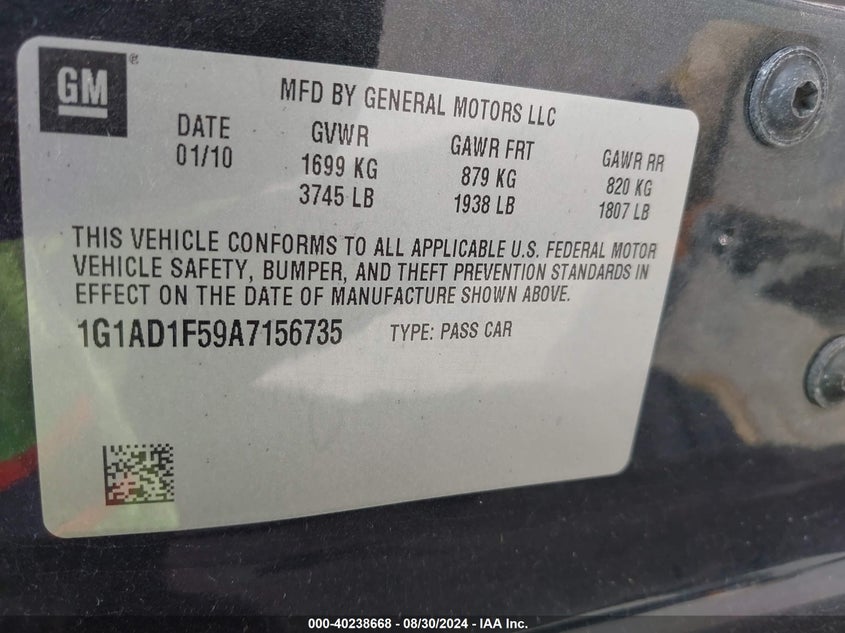 GM®
MFD BY GENERAL MOTORS LLC
DATE GVWR GAWR FRT GAWR RR
01/10 1699 KG 879 KG 820 KG
3745 LB 1938 LB 1807 LB
THIS VEHICLE CONFORMS TO ALL APPLICABLE U.S. FEDERAL MOTOR
VEHICLE SAFETY, BUMPER, AND THEFT PREVENTION STANDARDS IN
EFFECT ON THE DATE OF MANUFACTURE SHOWN ABOVE.
1G1AD1F59A7156735 TYPE: PASS CAR
000-40238668 - 08/30/2024 - IAA Inc.